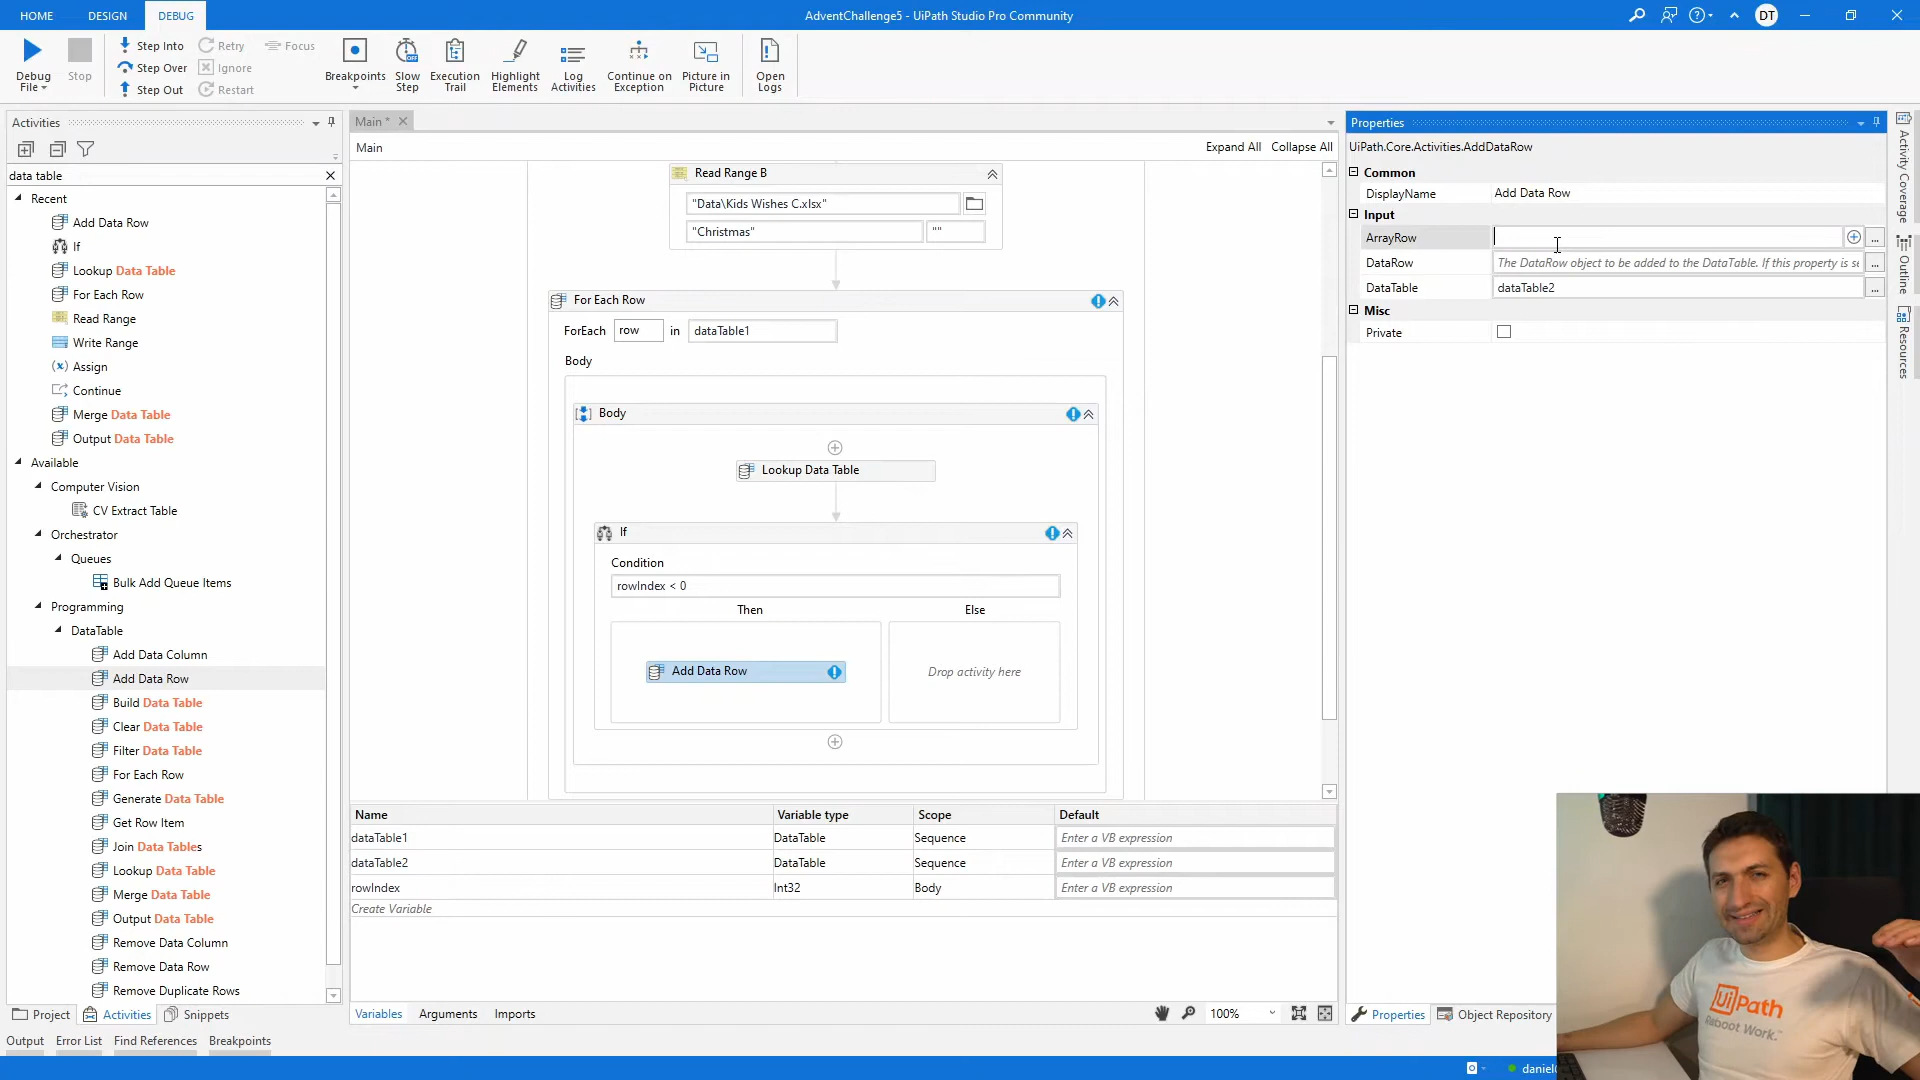 HOME DESIGN DEBUG AdventChallenge5 - UiPath Studio Pro Community DT
Debug File Stop Step Into Step Over Step Out Retry Ignore Restart Focus Breakpoints Slow Step Execution Trail Highlight Elements Log Activities Continue on Exception Picture in Picture Open Logs
Activities
data table
Recent
Add Data Row
If
Lookup Data Table
For Each Row
Read Range
Write Range
Assign
Continue
Merge Data Table
Output Data Table
Available
Computer Vision
CV Extract Table
Orchestrator
Queues
Bulk Add Queue Items
Programming
DataTable
Add Data Column
Add Data Row
Build Data Table
Clear Data Table
Filter Data Table
For Each Row
Generate Data Table
Get Row Item
Join Data Tables
Lookup Data Table
Merge Data Table
Output Data Table
Remove Data Column
Remove Data Row
Remove Duplicate Rows
Project Activities Snippets
Output Error List Find References Breakpoints
Main *
Main Expand All Collapse All
Read Range B
"Data\Kids Wishes C.xlsx"
"Christmas" ""
For Each Row
ForEach row in dataTable1
Body
Body
Lookup Data Table
If
Condition
rowIndex < 0
Then Else
Add Data Row Drop activity here
Name Variable type Scope Default
dataTable1 DataTable Sequence Enter a VB expression
dataTable2 DataTable Sequence Enter a VB expression
rowIndex Int32 Body Enter a VB expression
Create Variable
Variables Arguments Imports 100%
Properties
UiPath.Core.Activities.AddDataRow
Common
DisplayName Add Data Row
Input
ArrayRow ...
DataRow The DataRow object to be added to the DataTable. If this property is se ...
DataTable dataTable2 ...
Misc
Private
Properties Object Repository
Activity Coverage
Outline
Resources
UiPath
Reboot Work.™